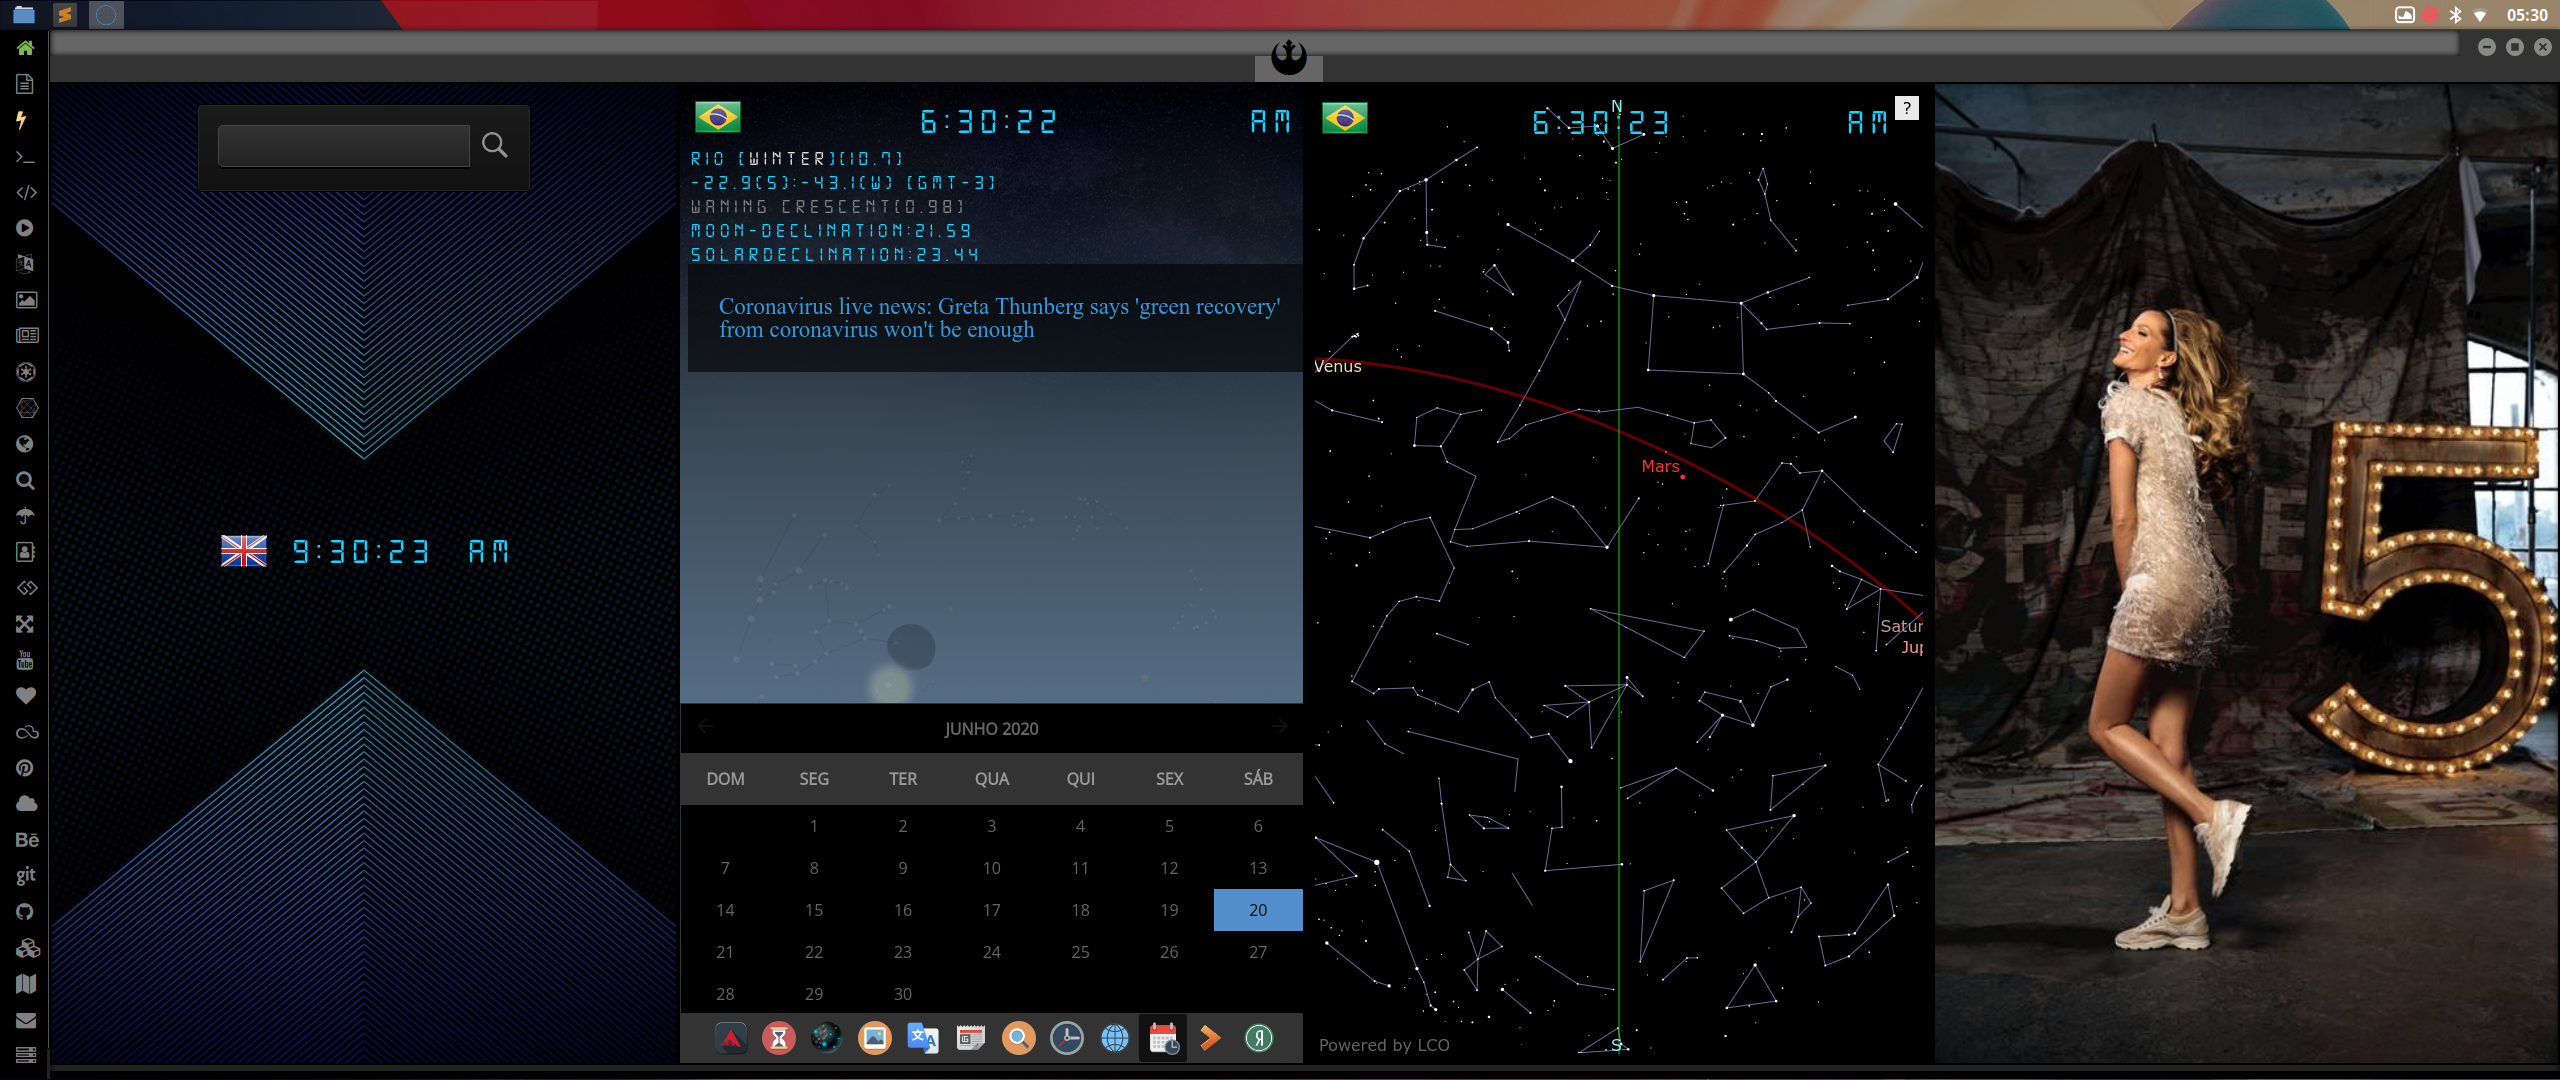 05:30
You
Tube
Bē
git
9:30:23 AM
6:30:22 AM
RIO [WINTER][10.7]
-22.9(S):-43.1(W) [GMT-3]
WANING CRESCENT[0.98]
MOON-DECLINATION:21.59
SOLARDECLINATION:23.44
Coronavirus live news: Greta Thunberg says 'green recovery'
from coronavirus won't be enough
JUNHO 2020
DOM SEG TER QUA QUI SEX SÁB
1 2 3 4 5 6
7 8 9 10 11 12 13
14 15 16 17 18 19 20
21 22 23 24 25 26 27
28 29 30
6:30:23 AM
N
?
Venus
Mars
Satur
Jup
S
Powered by LCO
5